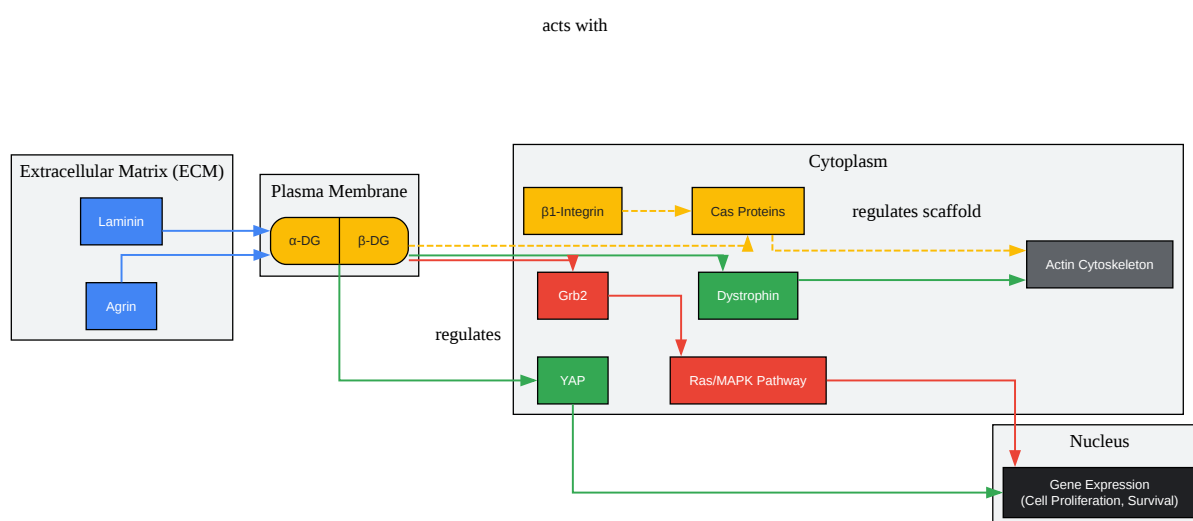 acts with
Extracellular Matrix (ECM)
Laminin
Agrin
Plasma Membrane
α-DG
β-DG
regulates
Cytoplasm
β1-Integrin
Cas Proteins
regulates scaffold
Actin Cytoskeleton
Grb2
Dystrophin
YAP
Ras/MAPK Pathway
Nucleus
Gene Expression
(Cell Proliferation, Survival)